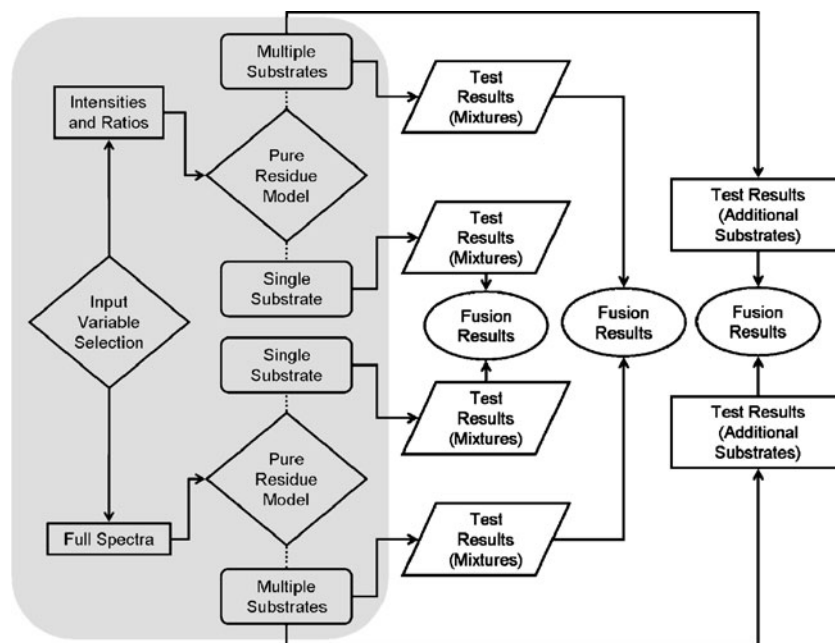 Multiple
Substrates
Test
Results
(Mixtures)
Intensities
and Ratios
Pure
Residue
Model
Test Results
(Additional
Substrates)
Test
Results
(Mixtures)
Single
Substrate
Input
Variable
Selection
Fusion
Results
Fusion
Results
Fusion
Results
Single
Substrate
Test
Results
(Mixtures)
Test Results
(Additional
Substrates)
Pure
Residue
Model
Full Spectra
Test
Results
(Mixtures)
Multiple
Substrates